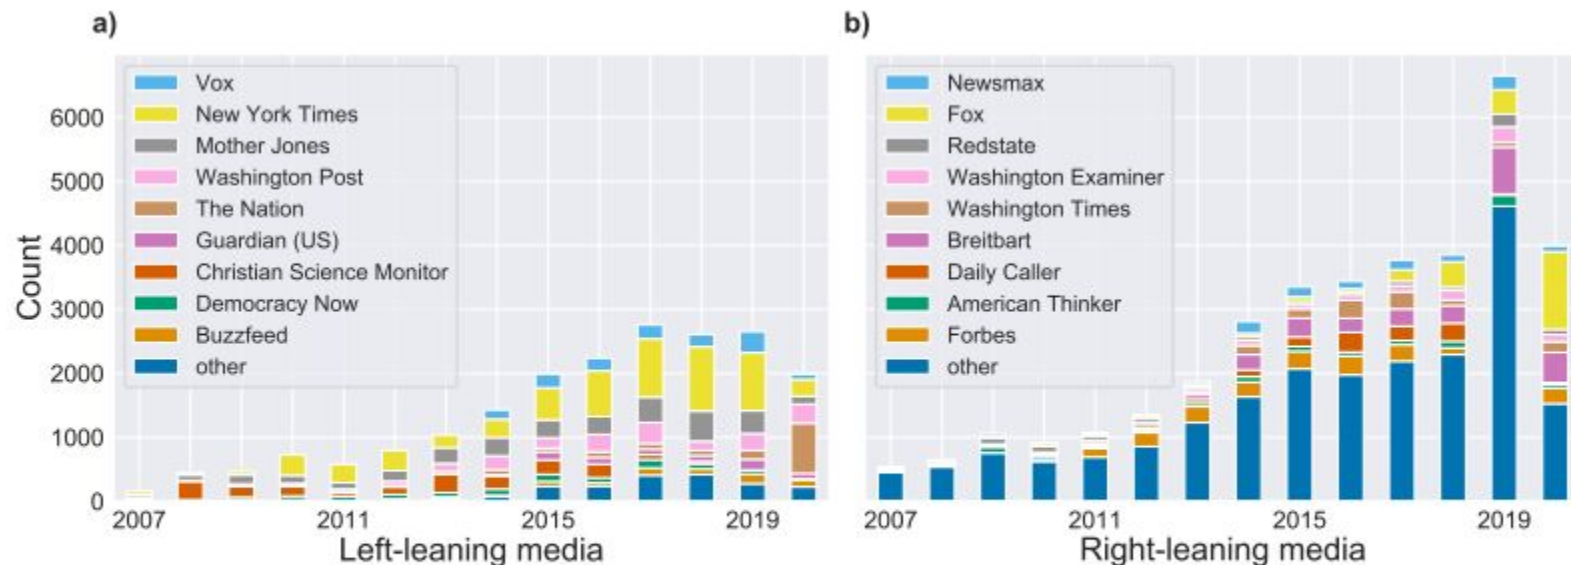 a)
Vox
New York Times
Mother Jones
Washington Post
The Nation
Guardian (US)
Christian Science Monitor
Democracy Now
Buzzfeed
other
Count
6000
5000
4000
3000
2000
1000
0
2007
2011
2015
2019
Left-leaning media
b)
Newsmax
Fox
Redstate
Washington Examiner
Washington Times
Breitbart
Daily Caller
American Thinker
Forbes
other
2007
2011
2015
2019
Right-leaning media